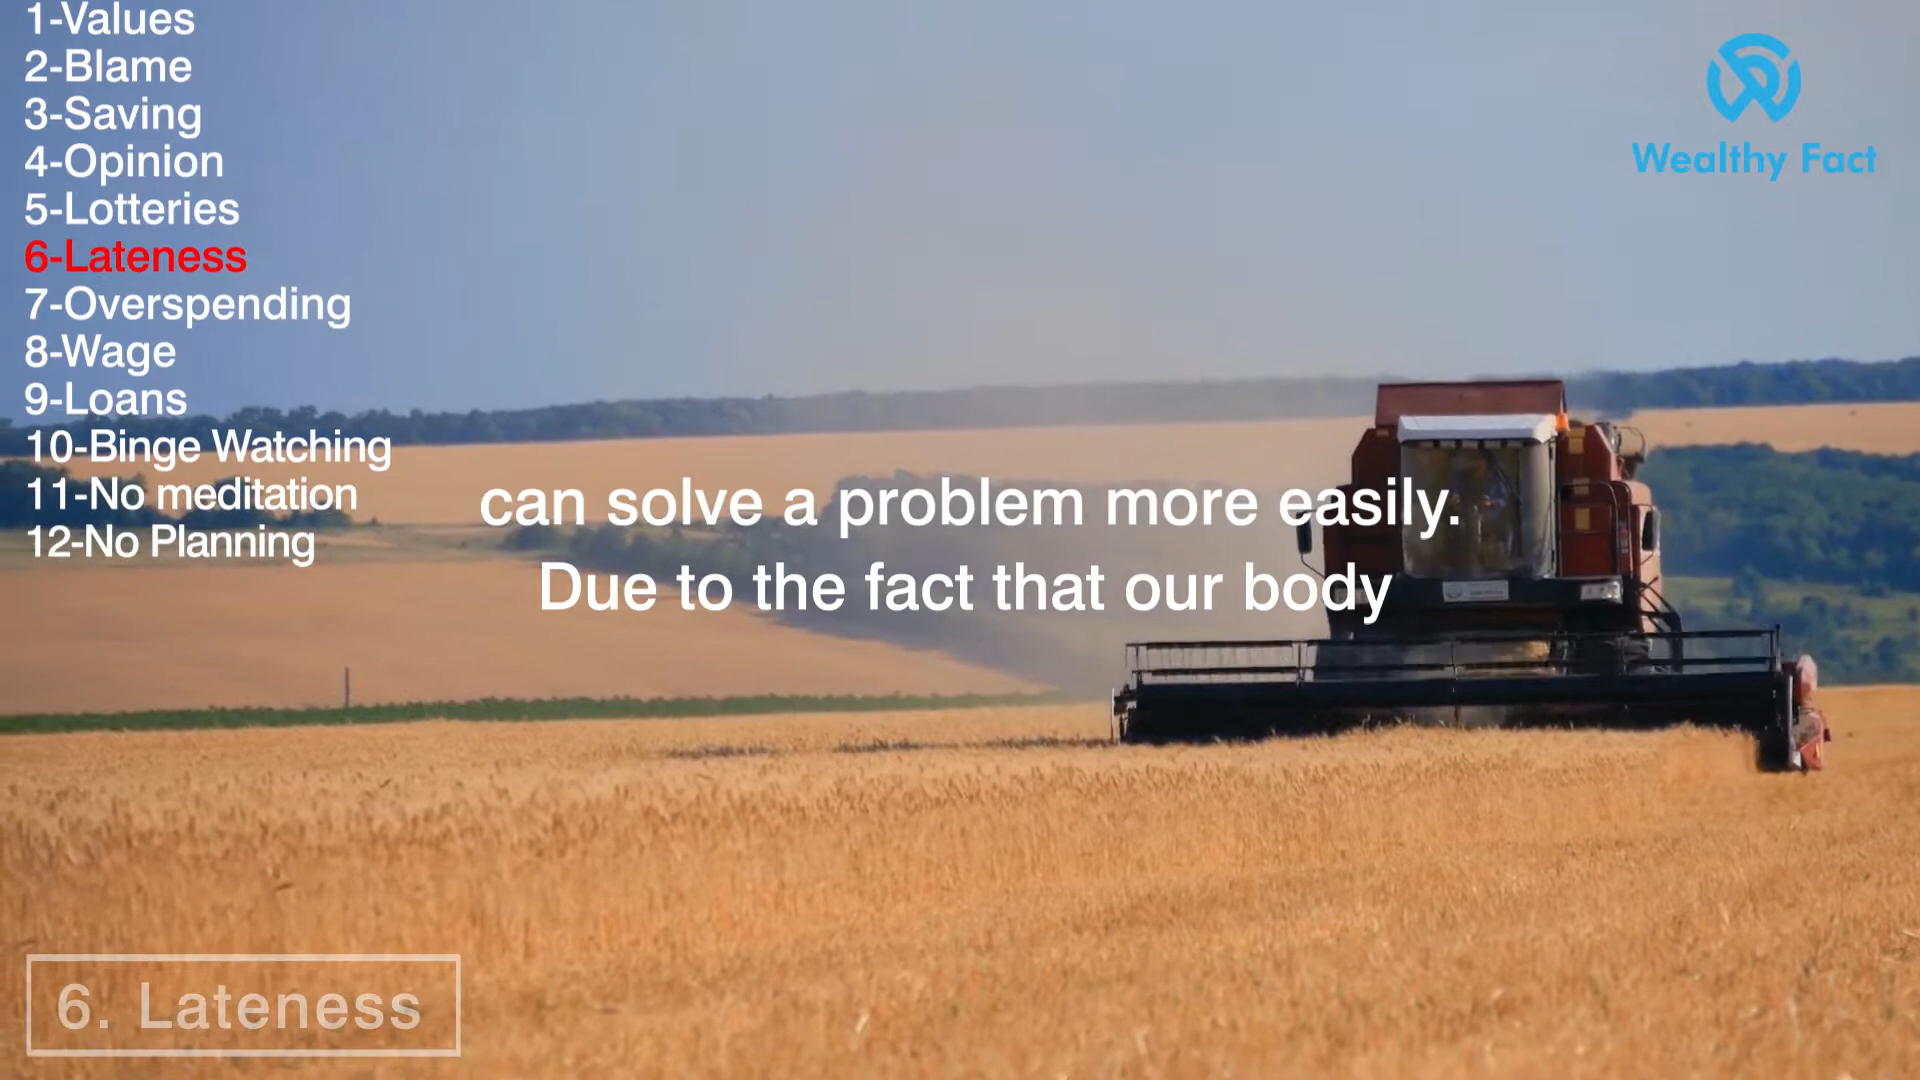 1-Values
2-Blame
3-Saving
4-Opinion
5-Lotteries
6-Lateness
7-Overspending
8-Wage
9-Loans
10-Binge Watching
11-No meditation
12-No Planning
Wealthy Fact
can solve a problem more easily.
Due to the fact that our body
6. Lateness